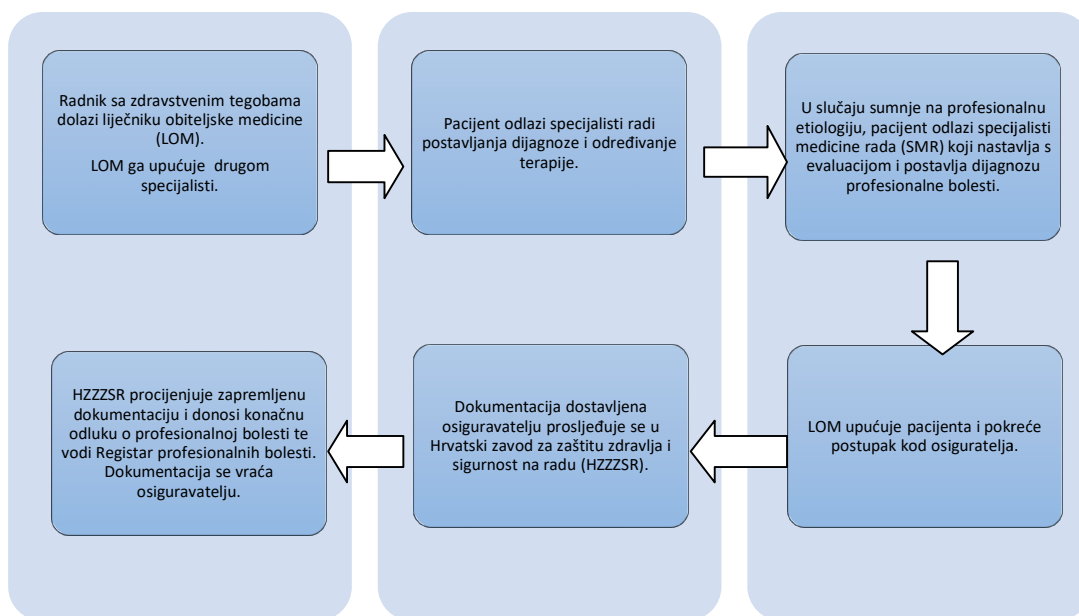 Radnik sa zdravstvenim tegobama
dolazi liječniku obiteljske medicine
(LOM).
LOM ga upućuje drugom
specijalisti.
Pacijent odlazi specijalisti radi
postavljanja dijagnoze i određivanje
terapije.
U slučaju sumnje na profesionalnu
etiologiju, pacijent odlazi specijalisti
medicine rada (SMR) koji nastavlja s
evaluacijom i postavlja dijagnozu
profesionalne bolesti.
LOM upućuje pacijenta i pokreće
postupak kod osiguratelja.
Dokumentacija dostavljena
osiguravatelju prosljeđuje se u
Hrvatski zavod za zaštitu zdravlja i
sigurnost na radu (HZZZSR).
HZZZSR procijenjuje zapremljenu
dokumentaciju i donosi konačnu
odluku o profesionalnoj bolesti te
vodi Registar profesionalnih bolesti.
Dokumentacija se vraća
osiguravatelju.